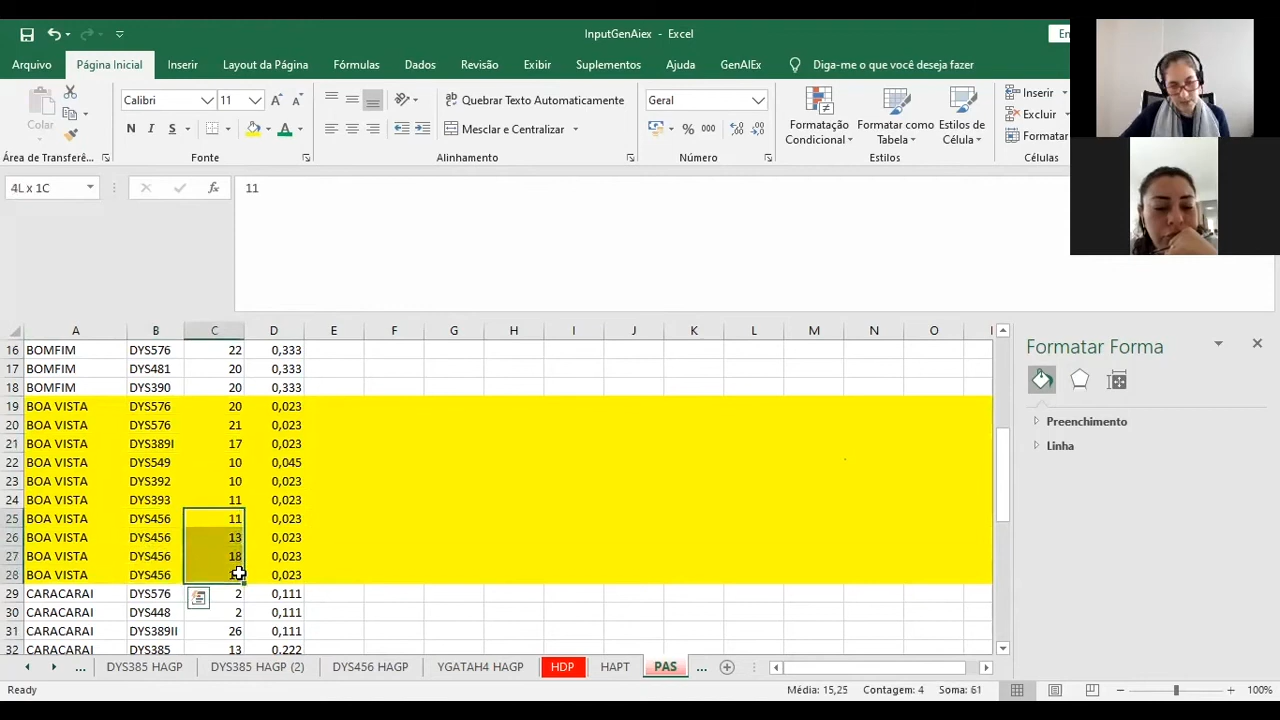 InputGenAiex - Excel
En
Arquivo Página Inicial Inserir Layout da Página Fórmulas Dados Revisão Exibir Suplementos Ajuda GenAlEx Diga-me o que você deseja fazer
Colar Calibri 11 Quebrar Texto Automaticamente Geral Formatação Condicional Formatar como Tabela Estilos de Célula Inserir
N I S Mesclar e Centralizar % 000 Excluir
Formatar
Área de Transferê... Fonte Alinhamento Número Estilos Células
4L x 1C fx 11
A B C D E F G H I J K L M N O
16 BOMFIM DYS576 22 0,333
17 BOMFIM DYS481 20 0,333
18 BOMFIM DYS390 20 0,333
19 BOA VISTA DYS576 20 0,023
20 BOA VISTA DYS576 21 0,023
21 BOA VISTA DYS389I 17 0,023
22 BOA VISTA DYS549 10 0,045
23 BOA VISTA DYS392 10 0,023
24 BOA VISTA DYS393 11 0,023
25 BOA VISTA DYS456 11 0,023
26 BOA VISTA DYS456 13 0,023
27 BOA VISTA DYS456 18 0,023
28 BOA VISTA DYS456 0,023
29 CARACARAI DYS576 2 0,111
30 CARACARAI DYS448 2 0,111
31 CARACARAI DYS389II 26 0,111
32 CARACARAI DYS385 13 0,222
Formatar Forma
Preenchimento
Linha
... DYS385 HAGP DYS385 HAGP (2) DYS456 HAGP YGATAH4 HAGP HDP HAPT PAS ...
Ready Média: 15,25 Contagem: 4 Soma: 61 100%